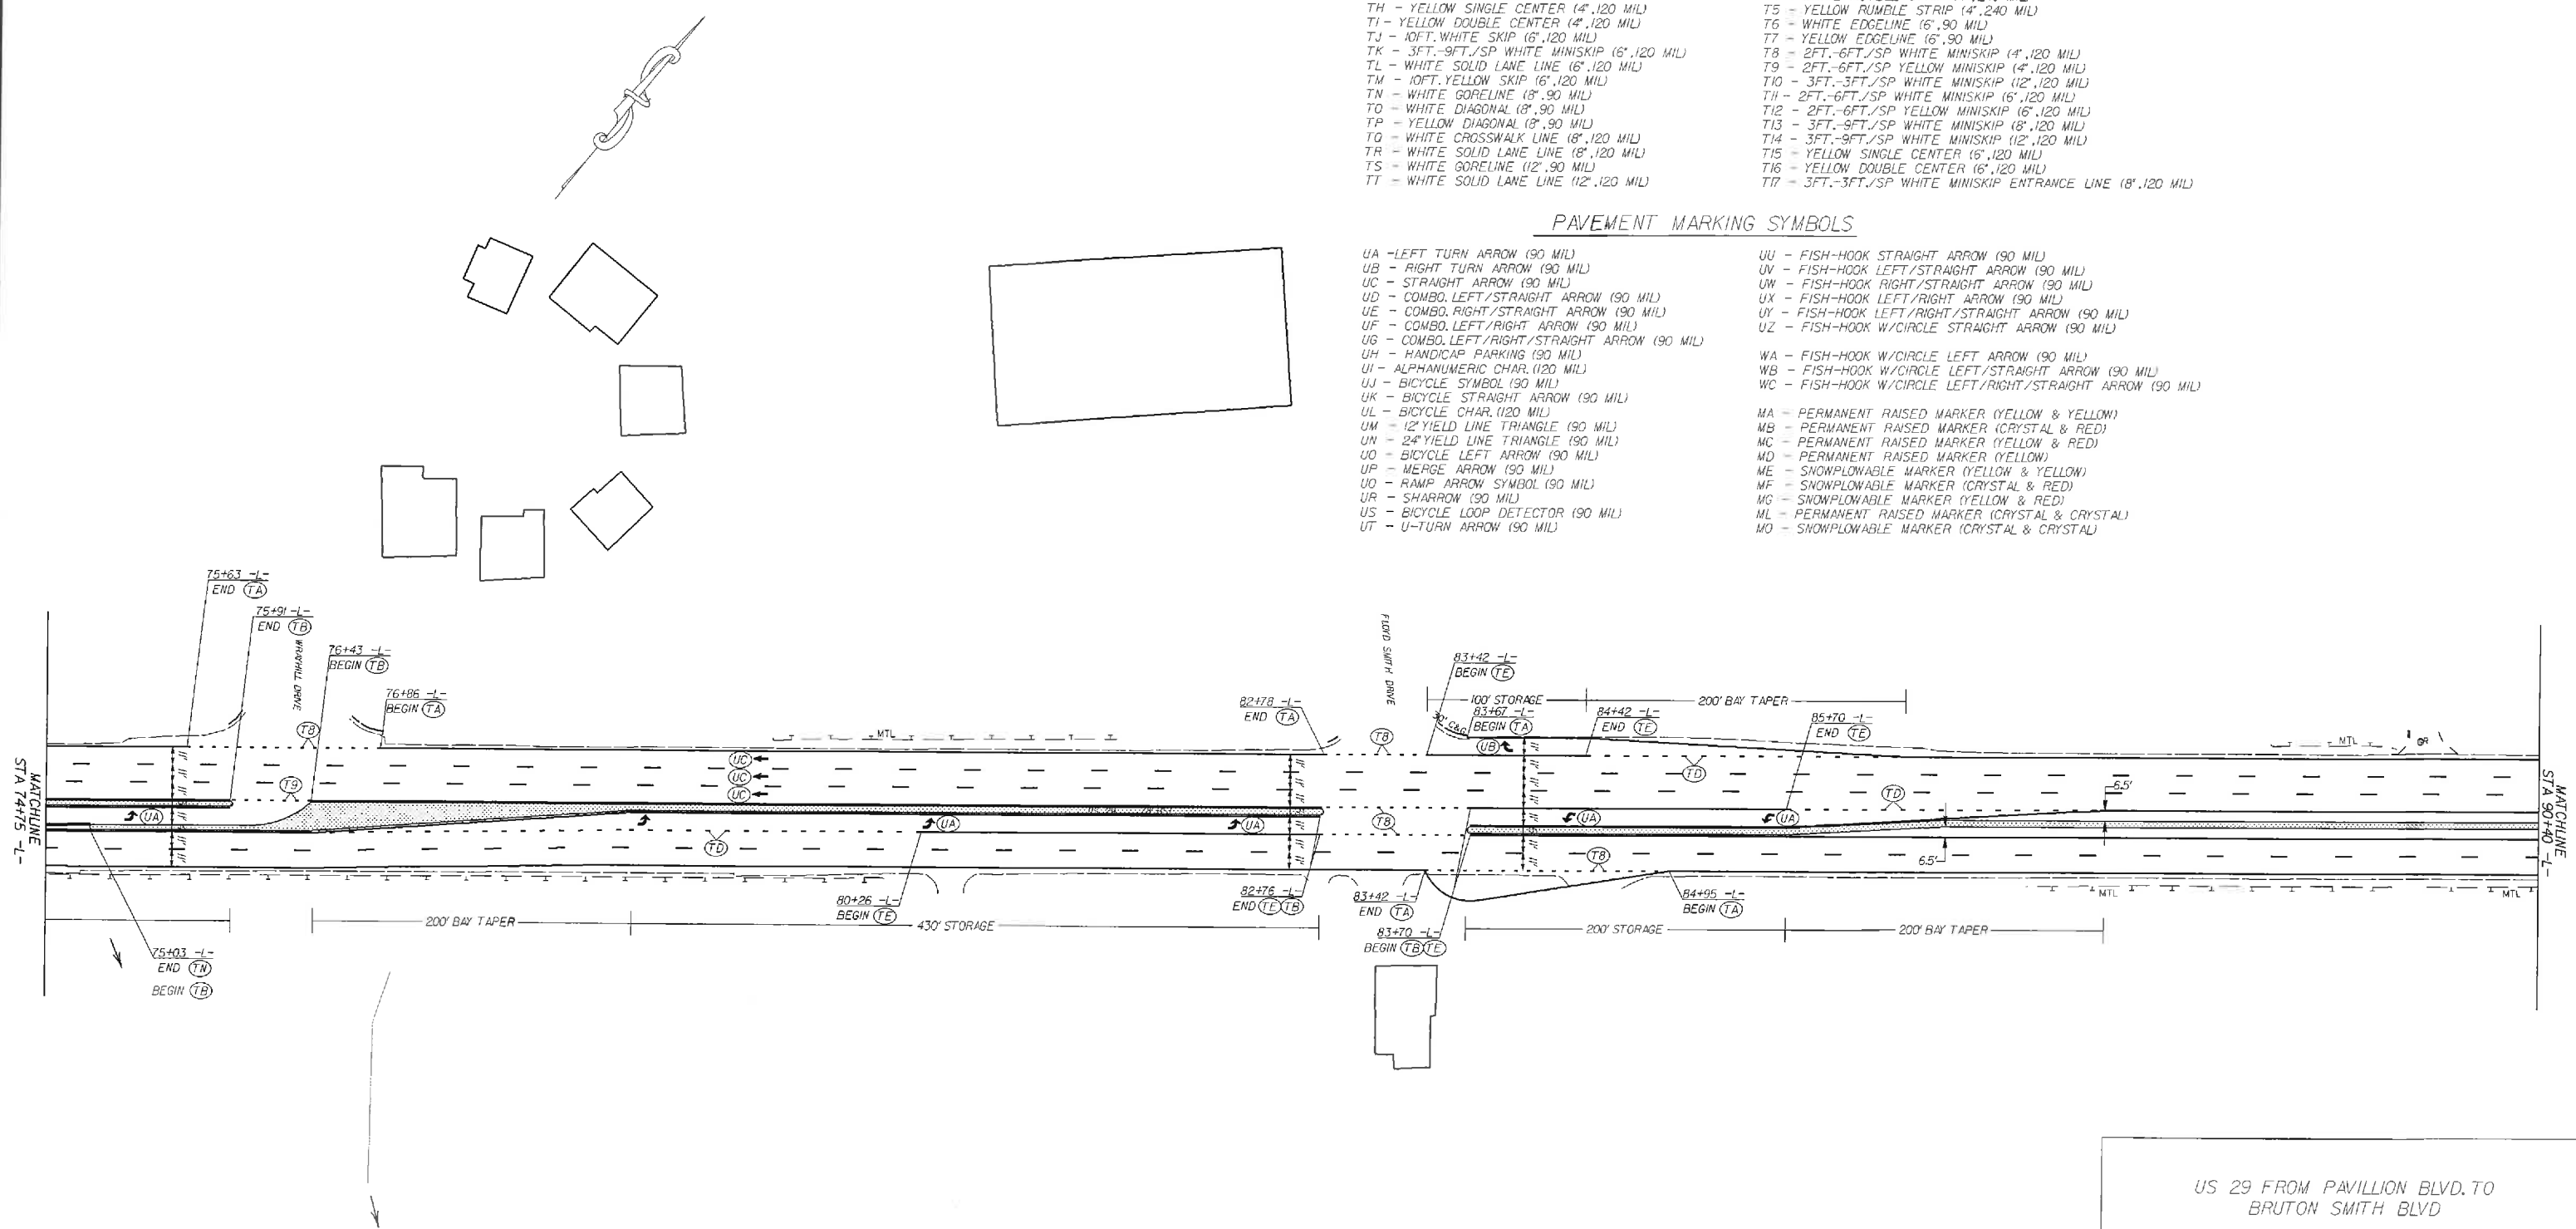 TH - YELLOW SINGLE CENTER (4",120 MIL)
TI - YELLOW DOUBLE CENTER (4",120 MIL)
TJ - 10FT. WHITE SKIP (6",120 MIL)
TK - 3FT.-9FT./SP WHITE MINISKIP (6",120 MIL)
TL - WHITE SOLID LANE LINE (6",120 MIL)
TM - 10FT. YELLOW SKIP (6",120 MIL)
TN - WHITE GORELINE (8",90 MIL)
TO - WHITE DIAGONAL (8",90 MIL)
TP - YELLOW DIAGONAL (8",90 MIL)
TQ - WHITE CROSSWALK LINE (8",120 MIL)
TR - WHITE SOLID LANE LINE (8",120 MIL)
TS - WHITE GORELINE (12",90 MIL)
TT - WHITE SOLID LANE LINE (12",120 MIL)
T5 - YELLOW RUMBLE STRIP (4",240 MIL)
T6 - WHITE EDGELINE (6",90 MIL)
T7 - YELLOW EDGELINE (6",90 MIL)
T8 - 2FT.-6FT./SP WHITE MINISKIP (4",120 MIL)
T9 - 2FT.-6FT./SP YELLOW MINISKIP (4",120 MIL)
T10 - 3FT.-3FT./SP WHITE MINISKIP (12",120 MIL)
T11 - 2FT.-6FT./SP WHITE MINISKIP (6",120 MIL)
T12 - 2FT.-6FT./SP YELLOW MINISKIP (6",120 MIL)
T13 - 3FT.-9FT./SP WHITE MINISKIP (8",120 MIL)
T14 - 3FT.-9FT./SP WHITE MINISKIP (12",120 MIL)
T15 - YELLOW SINGLE CENTER (6",120 MIL)
T16 - YELLOW DOUBLE CENTER (6",120 MIL)
T17 - 3FT.-3FT./SP WHITE MINISKIP ENTRANCE LINE (8",120 MIL)
PAVEMENT MARKING SYMBOLS
UA -LEFT TURN ARROW (90 MIL)
UB - RIGHT TURN ARROW (90 MIL)
UC - STRAIGHT ARROW (90 MIL)
UD - COMBO. LEFT/STRAIGHT ARROW (90 MIL)
UE - COMBO. RIGHT/STRAIGHT ARROW (90 MIL)
UF - COMBO. LEFT/RIGHT ARROW (90 MIL)
UG - COMBO. LEFT/RIGHT/STRAIGHT ARROW (90 MIL)
UH - HANDICAP PARKING (90 MIL)
UI - ALPHANUMERIC CHAR. (120 MIL)
UJ - BICYCLE SYMBOL (90 MIL)
UK - BICYCLE STRAIGHT ARROW (90 MIL)
UL - BICYCLE CHAR. (120 MIL)
UM - 12" YIELD LINE TRIANGLE (90 MIL)
UN - 24" YIELD LINE TRIANGLE (90 MIL)
UO - BICYCLE LEFT ARROW (90 MIL)
UP - MERGE ARROW (90 MIL)
UQ - RAMP ARROW SYMBOL (90 MIL)
UR - SHARROW (90 MIL)
US - BICYCLE LOOP DETECTOR (90 MIL)
UT - U-TURN ARROW (90 MIL)
UU - FISH-HOOK STRAIGHT ARROW (90 MIL)
UV - FISH-HOOK LEFT/STRAIGHT ARROW (90 MIL)
UW - FISH-HOOK RIGHT/STRAIGHT ARROW (90 MIL)
UX - FISH-HOOK LEFT/RIGHT ARROW (90 MIL)
UY - FISH-HOOK LEFT/RIGHT/STRAIGHT ARROW (90 MIL)
UZ - FISH-HOOK W/CIRCLE STRAIGHT ARROW (90 MIL)
WA - FISH-HOOK W/CIRCLE LEFT ARROW (90 MIL)
WB - FISH-HOOK W/CIRCLE LEFT/STRAIGHT ARROW (90 MIL)
WC - FISH-HOOK W/CIRCLE LEFT/RIGHT/STRAIGHT ARROW (90 MIL)
MA - PERMANENT RAISED MARKER (YELLOW & YELLOW)
MB - PERMANENT RAISED MARKER (CRYSTAL & RED)
MC - PERMANENT RAISED MARKER (YELLOW & RED)
MD - PERMANENT RAISED MARKER (YELLOW)
ME - SNOWPLOWABLE MARKER (YELLOW & YELLOW)
MF - SNOWPLOWABLE MARKER (CRYSTAL & RED)
MG - SNOWPLOWABLE MARKER (YELLOW & RED)
ML - PERMANENT RAISED MARKER (CRYSTAL & CRYSTAL)
MO - SNOWPLOWABLE MARKER (CRYSTAL & CRYSTAL)
75+63 -L-
END TA
75+91 -L-
END TB
WRAYHILL DRIVE
76+43 -L-
BEGIN TB
76+86 -L-
BEGIN TA
82+78 -L-
END TA
FLOYD SMITH DRIVE
83+42 -L-
BEGIN TE
100' STORAGE
200' BAY TAPER
30' C&G
83+67 -L-
BEGIN TA
84+42 -L-
END TE
85+70 -L-
END TE
T8
MTL
T8
UB
MTL
GR
UC
UC
UC
TD
T9
6.5'
TD
UA
UA
UA
T8
UA
UA
TD
T8
6.5'
MATCHLINE
STA 74+75 -L-
MATCHLINE
STA 90+40 -L-
MTL
MTL
80+26 -L-
BEGIN TE
82+76 -L-
END TE TB
83+42 -L-
END TA
84+95 -L-
BEGIN TA
200' BAY TAPER
430' STORAGE
83+70 -L-
BEGIN TB TE
200' STORAGE
200' BAY TAPER
75+03 -L-
END TN
BEGIN TB
US 29 FROM PAVILLION BLVD. TO
BRUTON SMITH BLVD